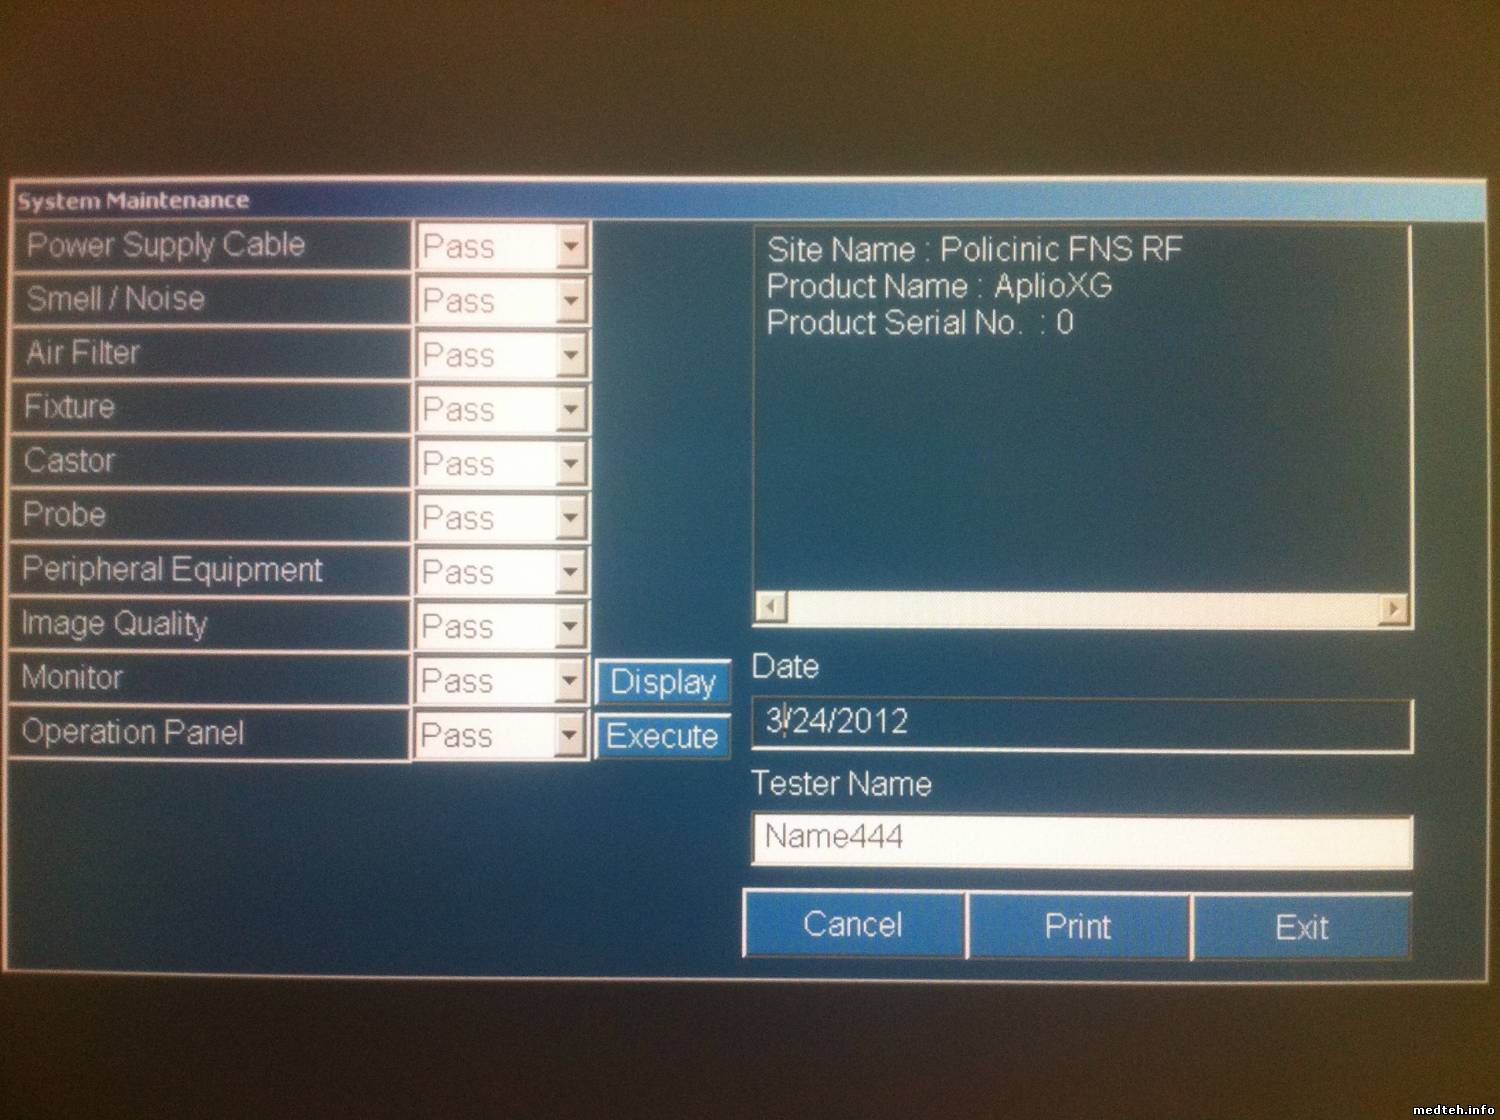 System Maintenance
Power Supply Cable Pass
Smell / Noise Pass
Air Filter Pass
Fixture Pass
Castor Pass
Probe Pass
Peripheral Equipment Pass
Image Quality Pass
Monitor Pass Display
Operation Panel Pass Execute
Site Name : Policinic FNS RF
Product Name : AplioXG
Product Serial No. : 0
Date
3/24/2012
Tester Name
Name444
Cancel Print Exit
medteh.info